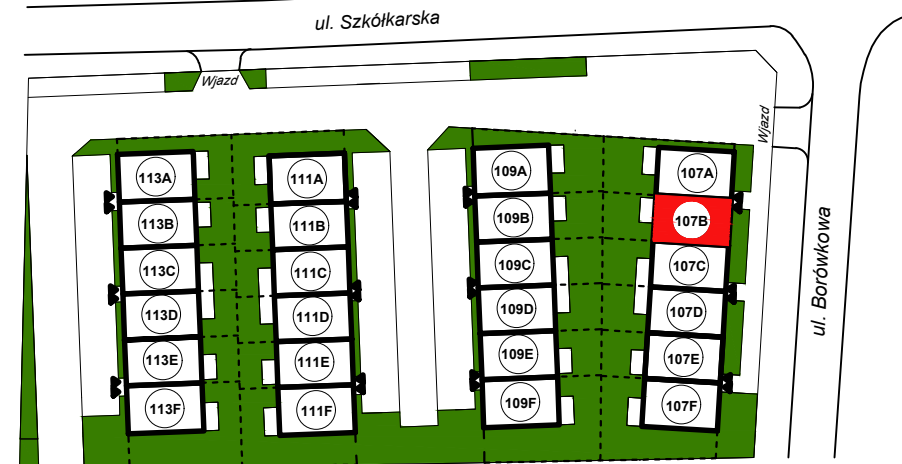 ul. Szkółkarska
Wjazd
Wjazd
ul. Borówkowa
113A
113B
113C
113D
113E
113F
111A
111B
111C
111D
111E
111F
109A
109B
109C
109D
109E
109F
107A
107B
107C
107D
107E
107F